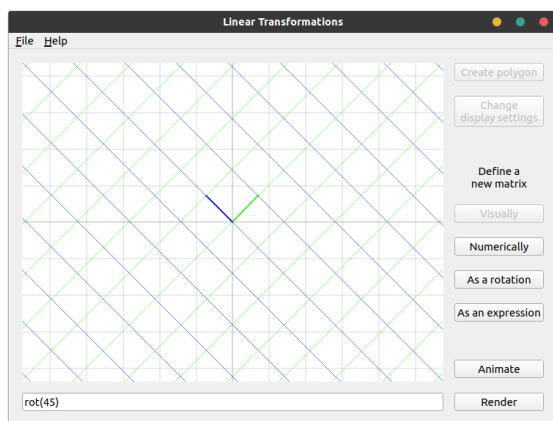 Linear Transformations
File Help
Create polygon
Change
display settings
Define a
new matrix
Visually
Numerically
As a rotation
As an expression
Animate
rot(45)
Render